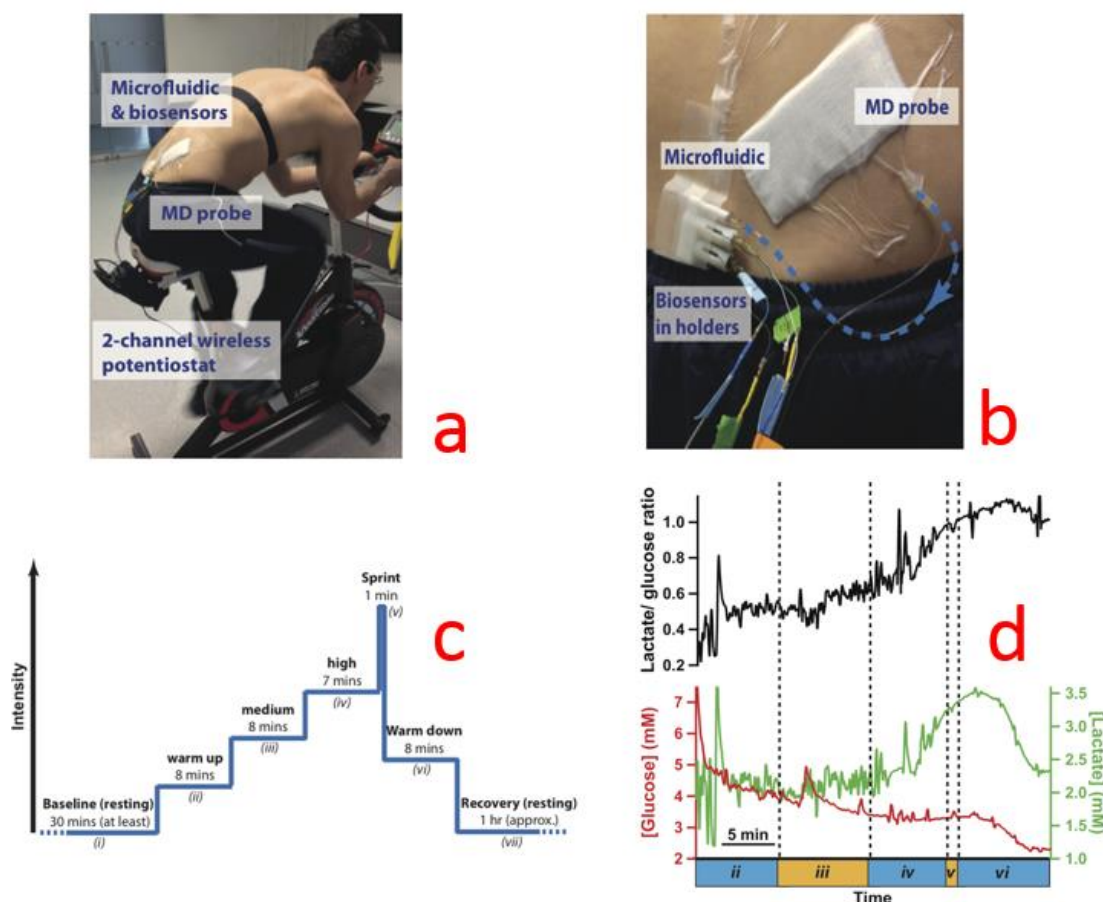 Microfluidic
& biosensors
MD probe
2-channel wireless
potentiostat
a
MD probe
Microfluidic
Biosensors
in holders
b
Intensity
Sprint
1 min
(v)
high
7 mins
(iv)
medium
8 mins
(iii)
Warm down
8 mins
(vi)
warm up
8 mins
(ii)
Baseline (resting)
30 mins (at least)
(i)
Recovery (resting)
1 hr (approx.)
(vii)
c
Lactate/ glucose ratio
1.0
0.8
0.6
0.4
0.2
d
[Glucose] (mM)
7
6
5
4
3
2
3.5
3.0
2.5
2.0
1.5
1.0
[Lactate] (mM)
5 min
ii iii iv v vi
Time